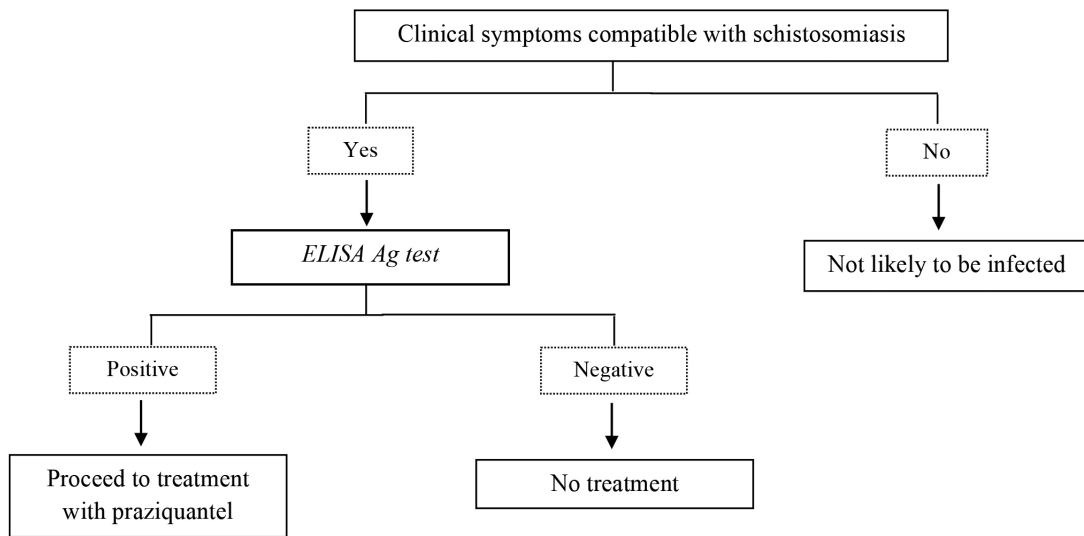 Clinical symptoms compatible with schistosomiasis
Yes
No
ELISA Ag test
Not likely to be infected
Positive
Negative
Proceed to treatment
with praziquantel
No treatment